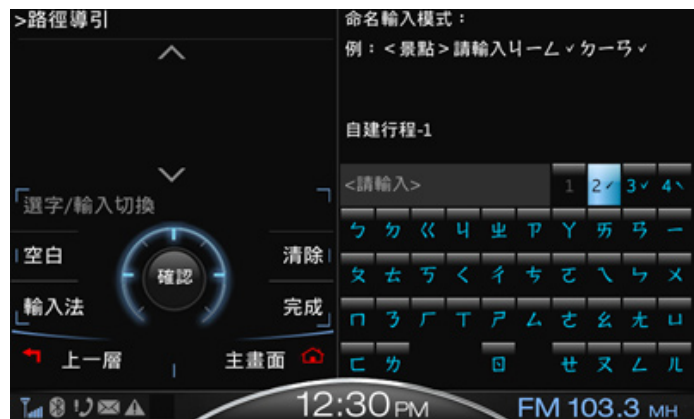 >路徑導引
選字/輸入切換
空白
清除
確認
輸入法
完成
上一層
主畫面
命名輸入模式：
例：<景點>請輸入ㄐㄧㄥˇㄉㄧㄢˇ
自建行程-1
<請輸入> 1 2ˊ 3ˇ 4ˋ
ㄅ ㄉ ㄍ ㄐ ㄓ ㄗ ㄚ ㄞ ㄢ ㄧ
ㄆ ㄊ ㄎ ㄑ ㄔ ㄘ ㄛ ㄟ ㄣ ㄨ
ㄇ ㄋ ㄏ ㄒ ㄕ ㄙ ㄜ ㄠ ㄤ ㄩ
ㄈ ㄌ ㄖ ㄝ ㄡ ㄥ ㄦ
12:30 PM
FM 103.3 MH